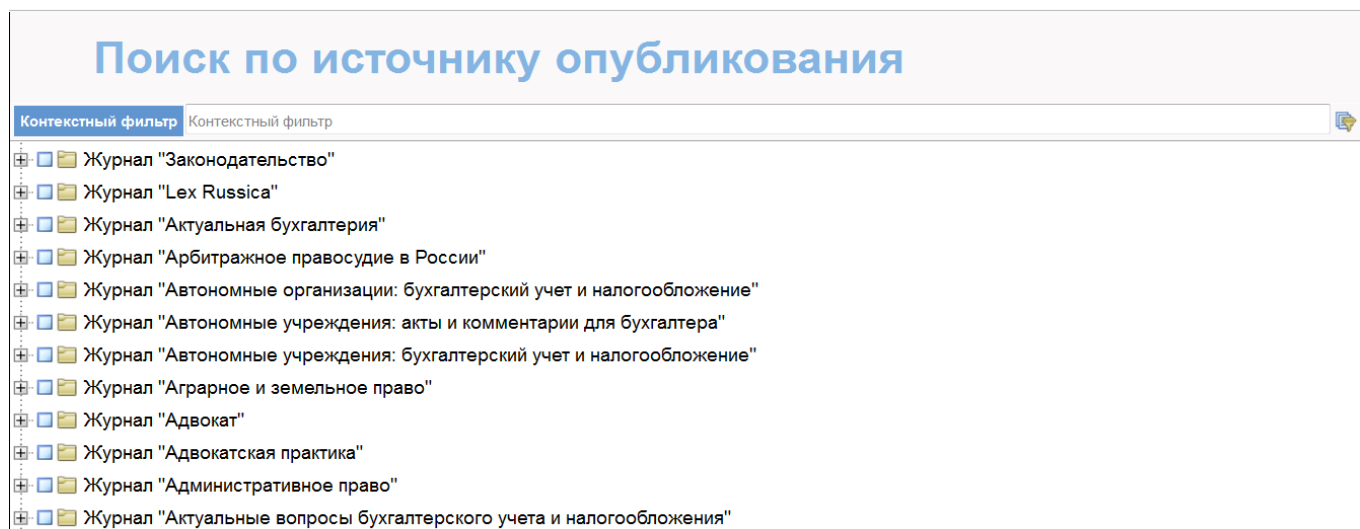 Поиск по источнику опубликования
Контекстный фильтр Контекстный фильтр
Журнал "Законодательство"
Журнал "Lex Russica"
Журнал "Актуальная бухгалтерия"
Журнал "Арбитражное правосудие в России"
Журнал "Автономные организации: бухгалтерский учет и налогообложение"
Журнал "Автономные учреждения: акты и комментарии для бухгалтера"
Журнал "Автономные учреждения: бухгалтерский учет и налогообложение"
Журнал "Аграрное и земельное право"
Журнал "Адвокат"
Журнал "Адвокатская практика"
Журнал "Административное право"
Журнал "Актуальные вопросы бухгалтерского учета и налогообложения"